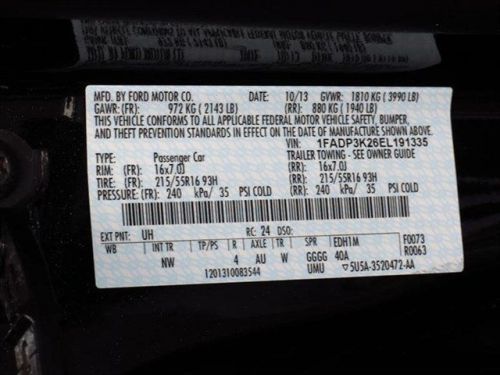 MFD. BY FORD MOTOR CO. DATE: 10/13 GVWR: 1810 KG ( 3990 LB)
GAWR: (FR): 972 KG ( 2143 LB) (RR): 880 KG ( 1940 LB)
THIS VEHICLE CONFORMS TO ALL APPLICABLE FEDERAL MOTOR VEHICLE SAFETY, BUMPER,
AND THEFT PREVENTION STANDARDS IN EFFECT ON THE DATE OF MANUFACTURE SHOWN ABOVE.
VIN: 1FADP3K26EL191335
TYPE: Passenger Car TRAILER TOWING - SEE OWNER GUIDE
RIM: (FR): 16x7.0J (RR): 16x7.0J
TIRE: (FR): 215/55R16 93H (RR): 215/55R16 93H
PRESSURE: (FR): 240 kPa/ 35 PSI COLD (RR): 240 kPa/ 35 PSI COLD
EXT PNT: UH RC: 24 DSO: F0073
WB INT TR TP/PS R AXLE TR SPR EDH1M R0063
NW 4 AU W GGGG 40A
1201310083544 UMU ▽5U5A-3520472-AA